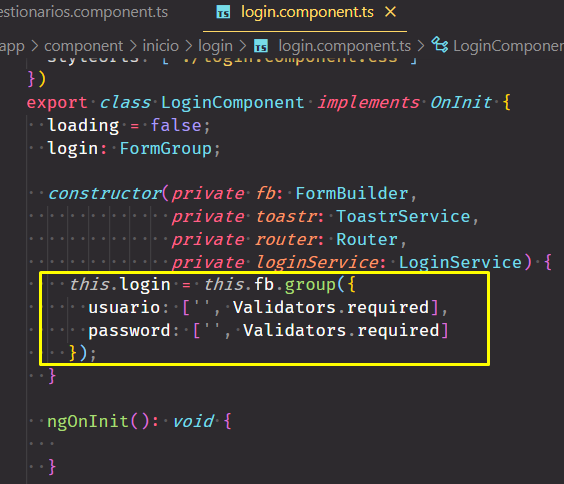 estionarios.component.ts
TS login.component.ts ×
app > component > inicio > login > TS login.component.ts > LoginComponen
styleUrls: ['./login.component.css']
})
export class LoginComponent implements OnInit {
loading = false;
login: FormGroup;
constructor(private fb: FormBuilder,
private toastr: ToastrService,
private router: Router,
private loginService: LoginService) {
this.login = this.fb.group({
usuario: ['', Validators.required],
password: ['', Validators.required]
});
}
ngOnInit(): void {
}